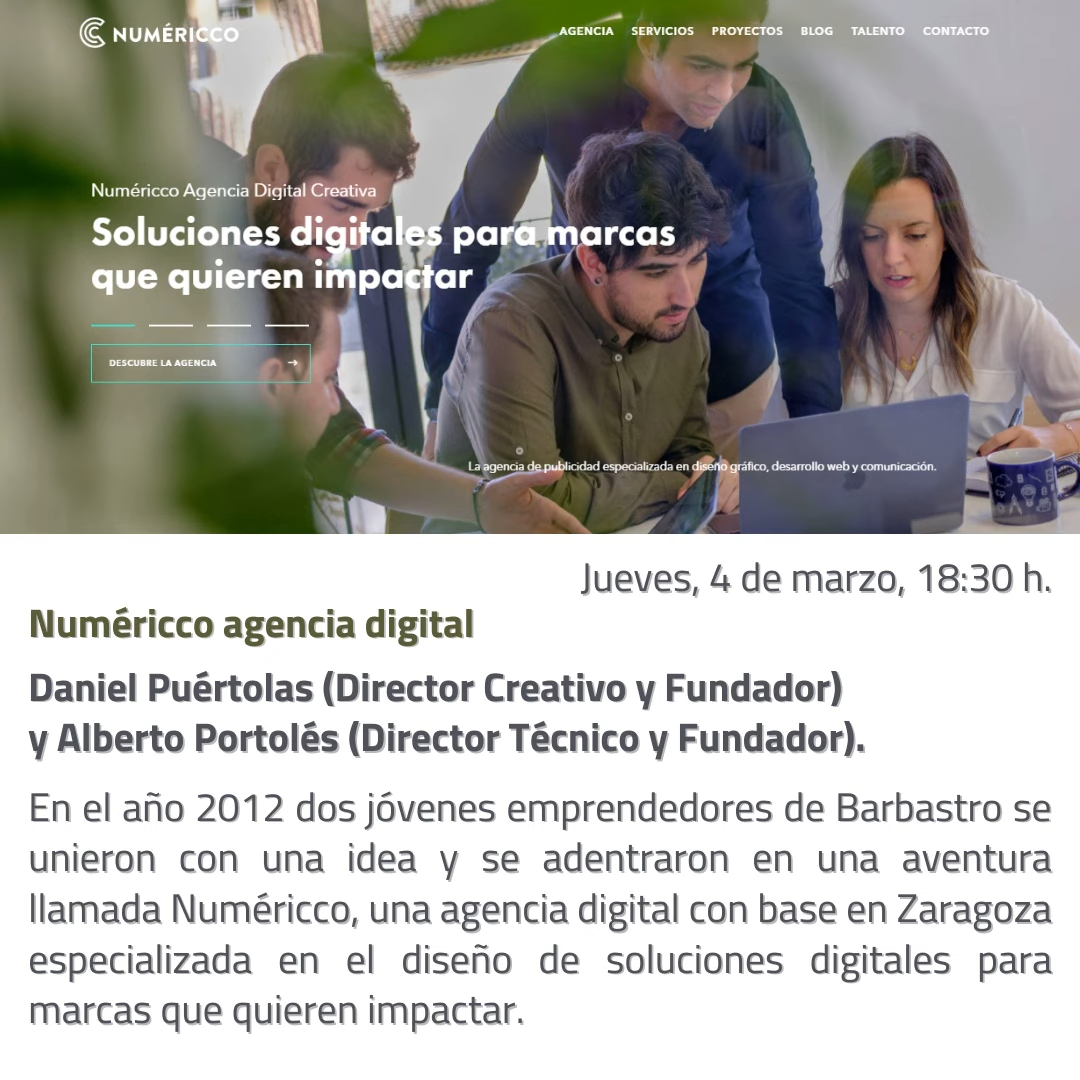 NUMÉRICCO
AGENCIA SERVICIOS PROYECTOS BLOG TALENTO CONTACTO
Numéricco Agencia Digital Creativa
Soluciones digitales para marcas
que quieren impactar
DESCUBRE LA AGENCIA →
La agencia de publicidad especializada en diseño gráfico, desarrollo web y comunicación.
Jueves, 4 de marzo, 18:30 h.
Numéricco agencia digital
Daniel Puértolas (Director Creativo y Fundador)
y Alberto Portolés (Director Técnico y Fundador).
En el año 2012 dos jóvenes emprendedores de Barbastro se
unieron con una idea y se adentraron en una aventura
llamada Numéricco, una agencia digital con base en Zaragoza
especializada en el diseño de soluciones digitales para
marcas que quieren impactar.